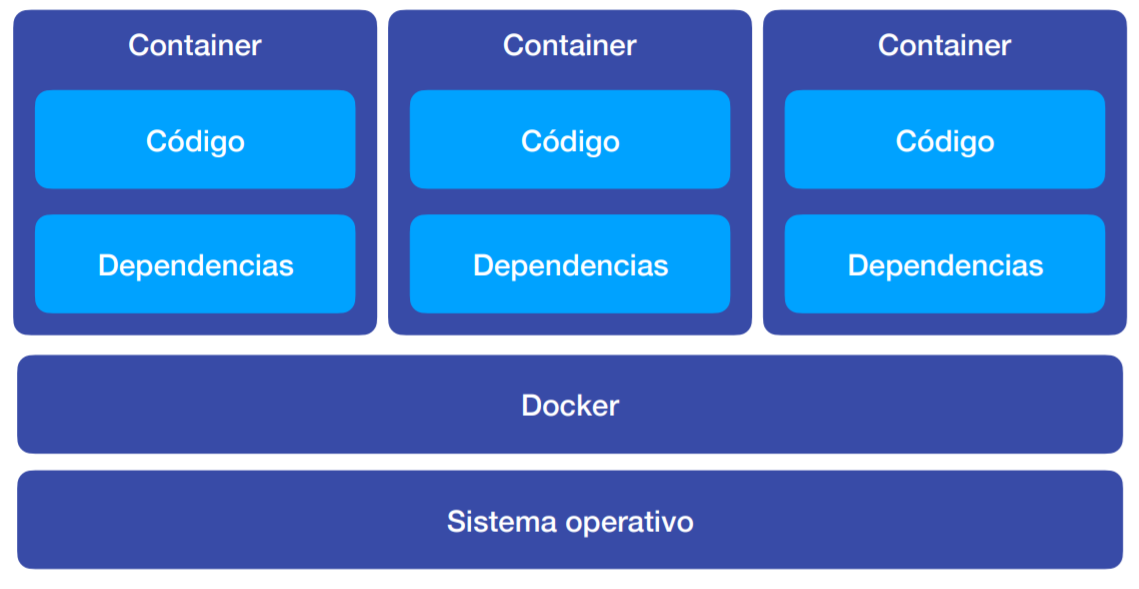 Container
Container
Container
Código
Código
Código
Dependencias
Dependencias
Dependencias
Docker
Sistema operativo